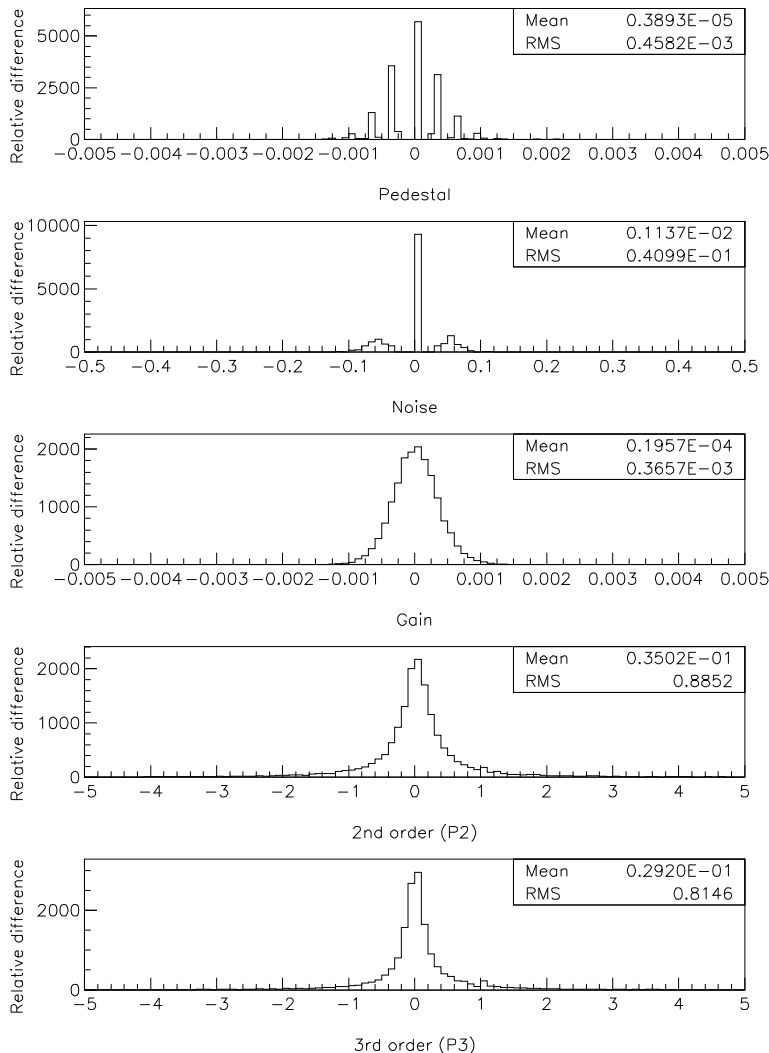 Relative difference
5000
2500
0
Mean 0.3893E−05
RMS 0.4582E−03
−0.005 −0.004 −0.003 −0.002 −0.001 0 0.001 0.002 0.003 0.004 0.005
Pedestal
Relative difference
10000
5000
0
Mean 0.1137E−02
RMS 0.4099E−01
−0.5 −0.4 −0.3 −0.2 −0.1 0 0.1 0.2 0.3 0.4 0.5
Noise
Relative difference
2000
1000
0
Mean 0.1957E−04
RMS 0.3657E−03
−0.005 −0.004 −0.003 −0.002 −0.001 0 0.001 0.002 0.003 0.004 0.005
Gain
Relative difference
2000
1000
0
Mean 0.3502E−01
RMS 0.8852
−5 −4 −3 −2 −1 0 1 2 3 4 5
2nd order (P2)
Relative difference
2000
0
Mean 0.2920E−01
RMS 0.8146
−5 −4 −3 −2 −1 0 1 2 3 4 5
3rd order (P3)